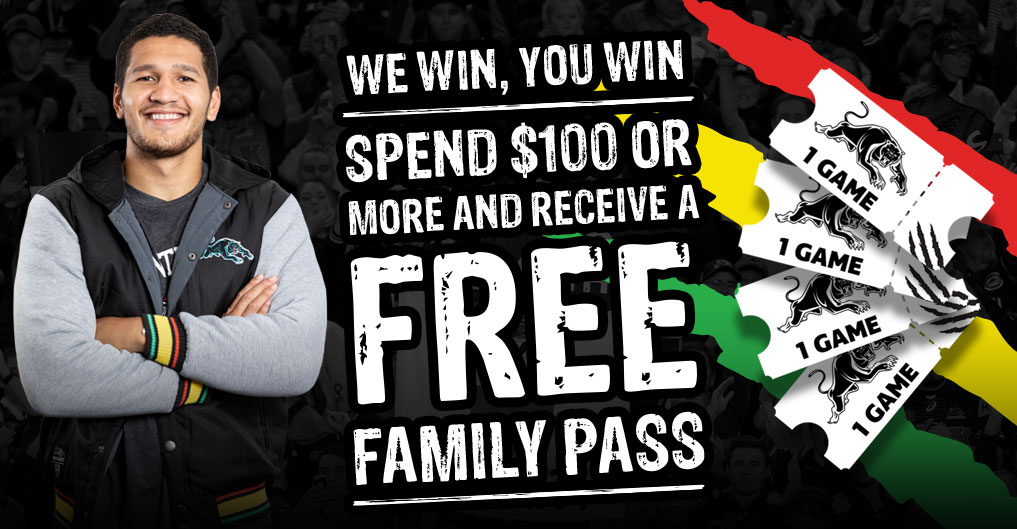 WE WIN, YOU WIN
SPEND $100 OR
MORE AND RECEIVE A
FREE
FAMILY PASS
1 GAME
1 GAME
1 GAME
1 GAME